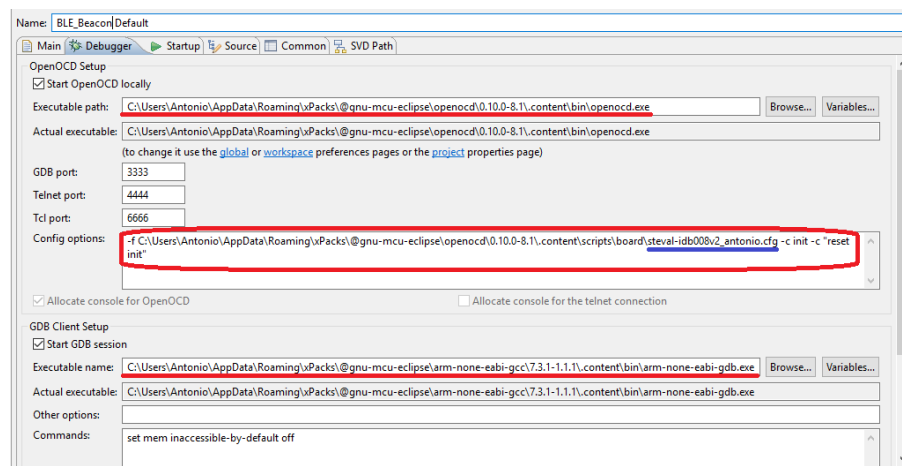 Name: BLE_Beacon Default
Main Debugger Startup Source Common SVD Path
OpenOCD Setup
Start OpenOCD locally
Executable path: C:\Users\Antonio\AppData\Roaming\xPacks\@gnu-mcu-eclipse\openocd\0.10.0-8.1\.content\bin\openocd.exe Browse... Variables...
Actual executable: C:\Users\Antonio\AppData\Roaming\xPacks\@gnu-mcu-eclipse\openocd\0.10.0-8.1\.content\bin\openocd.exe
(to change it use the global or workspace preferences pages or the project properties page)
GDB port: 3333
Telnet port: 4444
Tcl port: 6666
Config options: -f C:\Users\Antonio\AppData\Roaming\xPacks\@gnu-mcu-eclipse\openocd\0.10.0-8.1\.content\scripts\board\steval-idb008v2_antonio.cfg -c init -c "reset
init"
Allocate console for OpenOCD Allocate console for the telnet connection
GDB Client Setup
Start GDB session
Executable name: C:\Users\Antonio\AppData\Roaming\xPacks\@gnu-mcu-eclipse\arm-none-eabi-gcc\7.3.1-1.1.1\.content\bin\arm-none-eabi-gdb.exe Browse... Variables...
Actual executable: C:\Users\Antonio\AppData\Roaming\xPacks\@gnu-mcu-eclipse\arm-none-eabi-gcc\7.3.1-1.1.1\.content\bin\arm-none-eabi-gdb.exe
Other options:
Commands: set mem inaccessible-by-default off